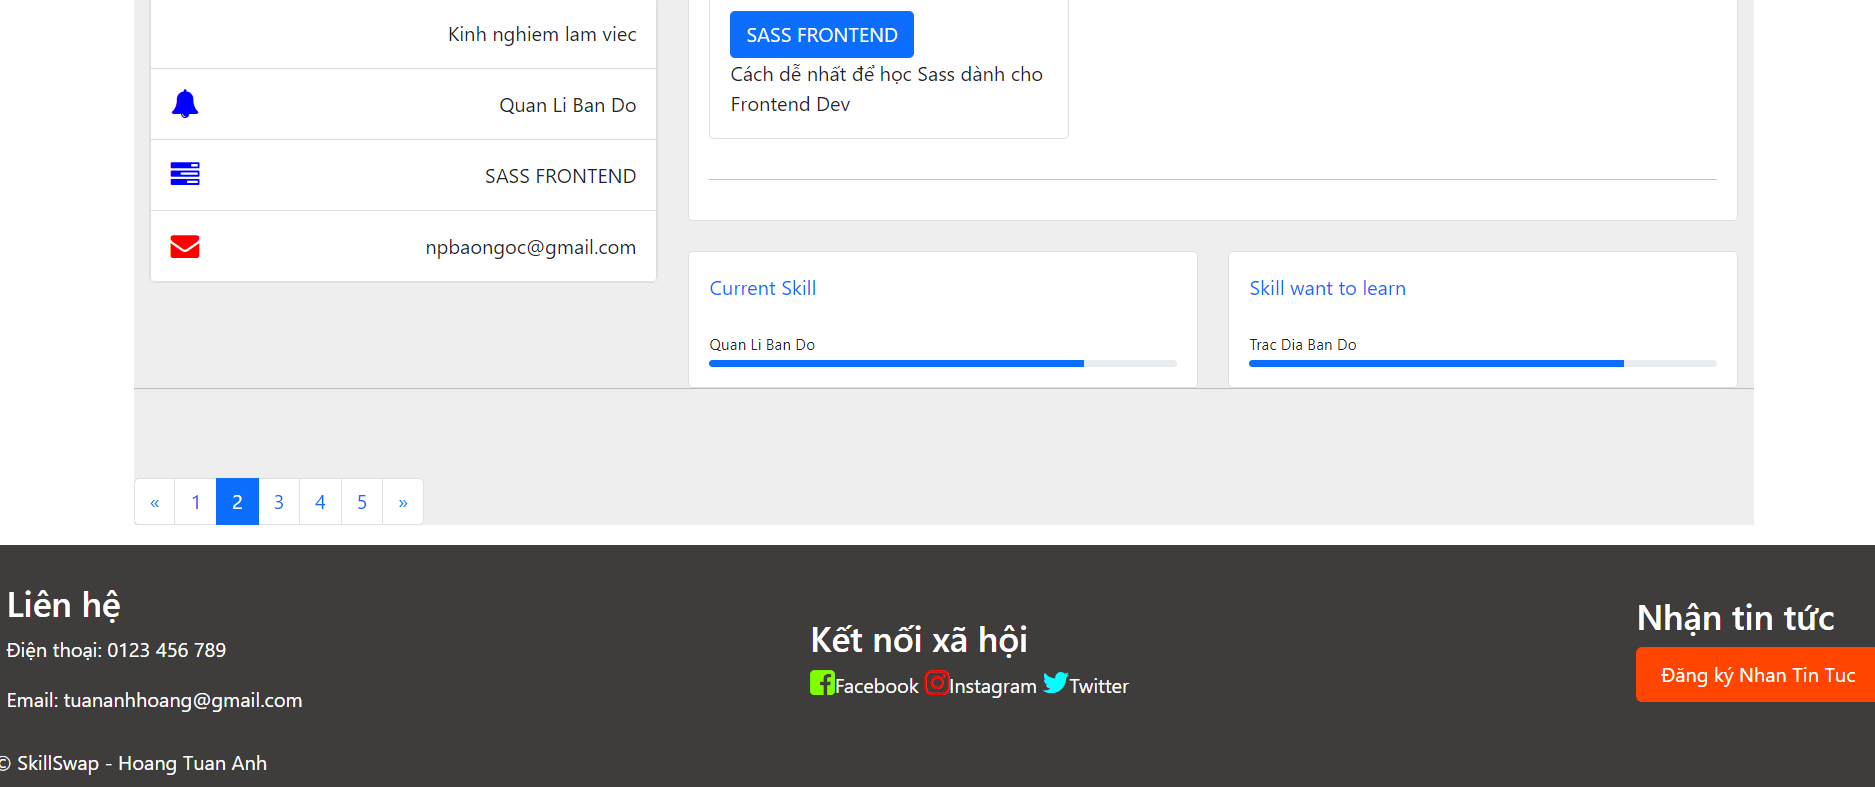 Kinh nghiem lam viec
Quan Li Ban Do
SASS FRONTEND
npbaongoc@gmail.com
SASS FRONTEND
Cách dễ nhất để học Sass dành cho
Frontend Dev
Current Skill
Quan Li Ban Do
Skill want to learn
Trac Dia Ban Do
« 1 2 3 4 5 »
Liên hệ
Điện thoại: 0123 456 789
Email: tuananhhoang@gmail.com
© SkillSwap - Hoang Tuan Anh
Kết nối xã hội
Facebook Instagram Twitter
Nhận tin tức
Đăng ký Nhan Tin Tuc